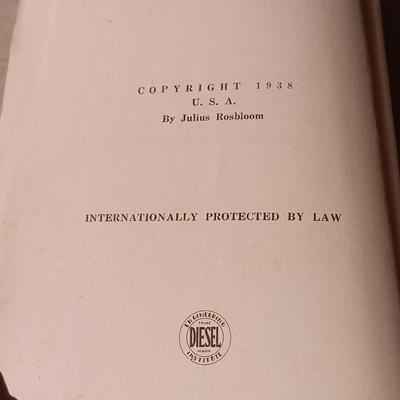 COPYRIGHT 1938
U. S. A.
By Julius Rosbloom
INTERNATIONALLY PROTECTED BY LAW
ENGINEERING
TRADE
DIESEL
MARK
INSTITUTE